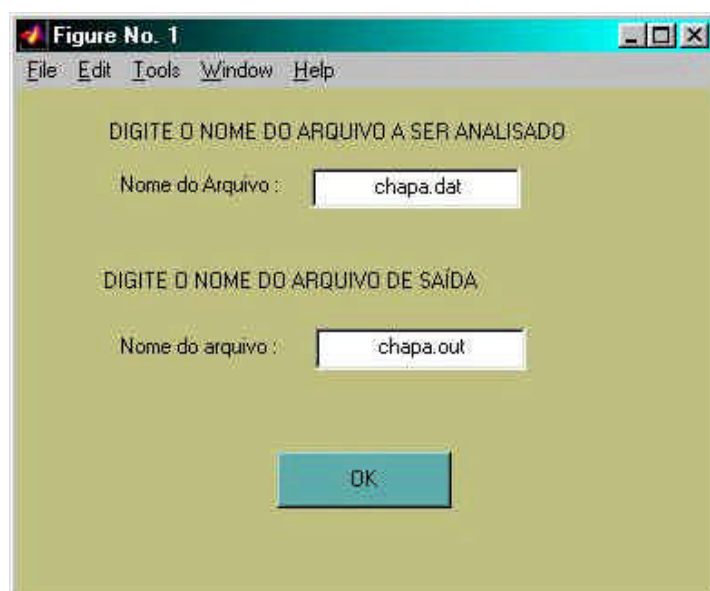 Figure No. 1
File Edit Tools Window Help
DIGITE O NOME DO ARQUIVO A SER ANALISADO
Nome do Arquivo : chapa.dat
DIGITE O NOME DO ARQUIVO DE SAÍDA
Nome do arquivo : chapa.out
OK